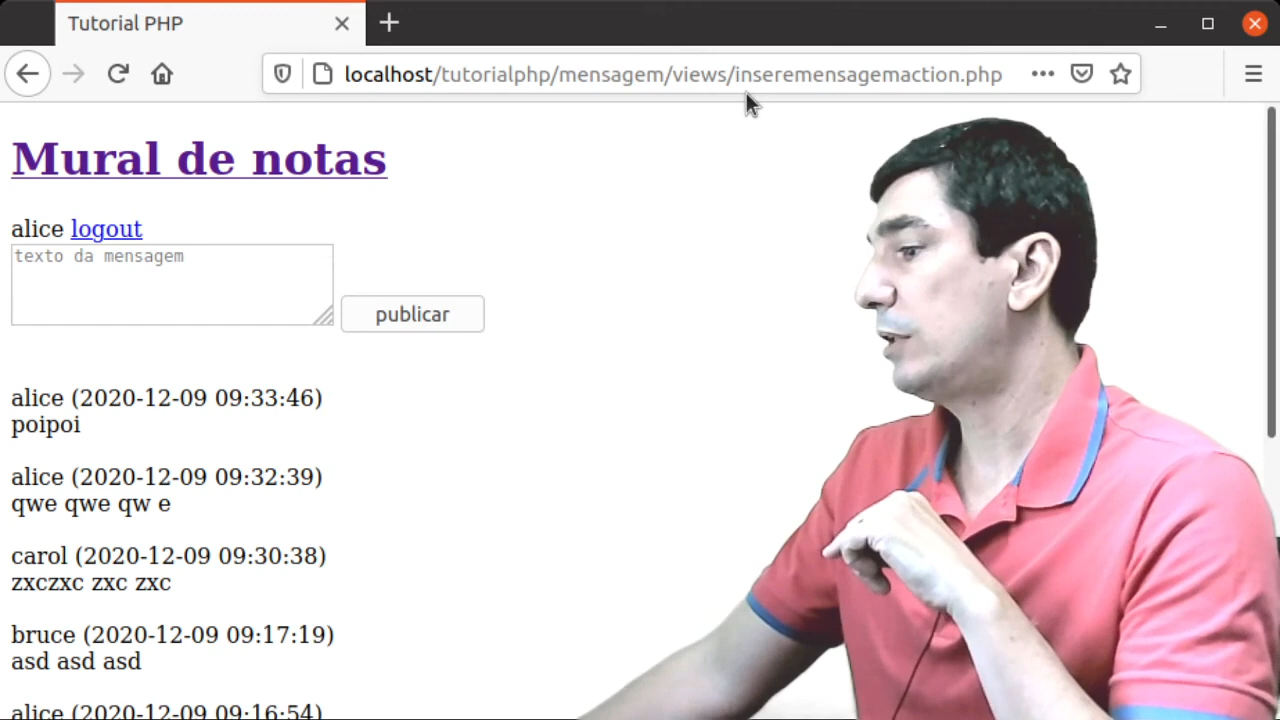 Tutorial PHP
localhost/tutorialphp/mensagem/views/inseremensagemaction.php
Mural de notas
alice logout
texto da mensagem
publicar
alice (2020-12-09 09:33:46)
poipoi
alice (2020-12-09 09:32:39)
qwe qwe qw e
carol (2020-12-09 09:30:38)
zxczxc zxc zxc
bruce (2020-12-09 09:17:19)
asd asd asd
alice (2020-12-09 09:16:54)